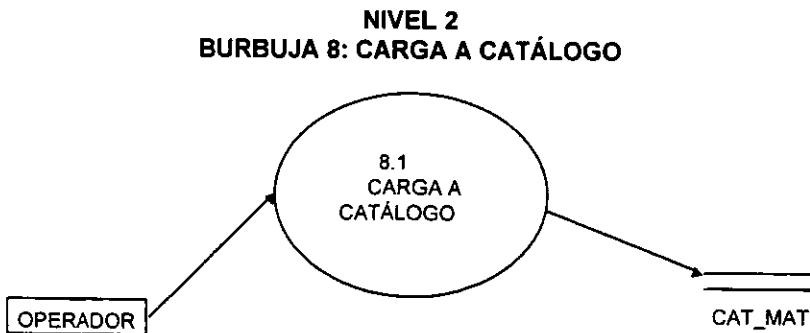 NIVEL 2
BURBUJA 8: CARGA A CATÁLOGO
8.1
CARGA A
CATÁLOGO
OPERADOR
CAT_MAT